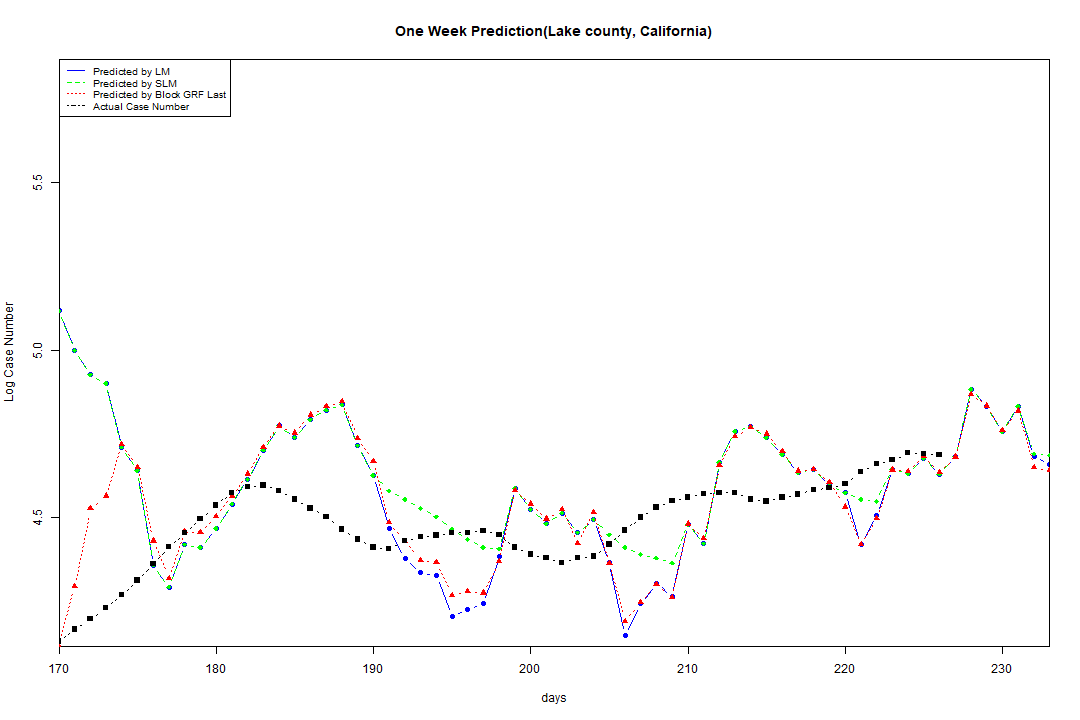 One Week Prediction(Lake county, California)
Predicted by LM
Predicted by SLM
Predicted by Block GRF Last
Actual Case Number
5.5
5.0
4.5
Log Case Number
170 180 190 200 210 220 230
days